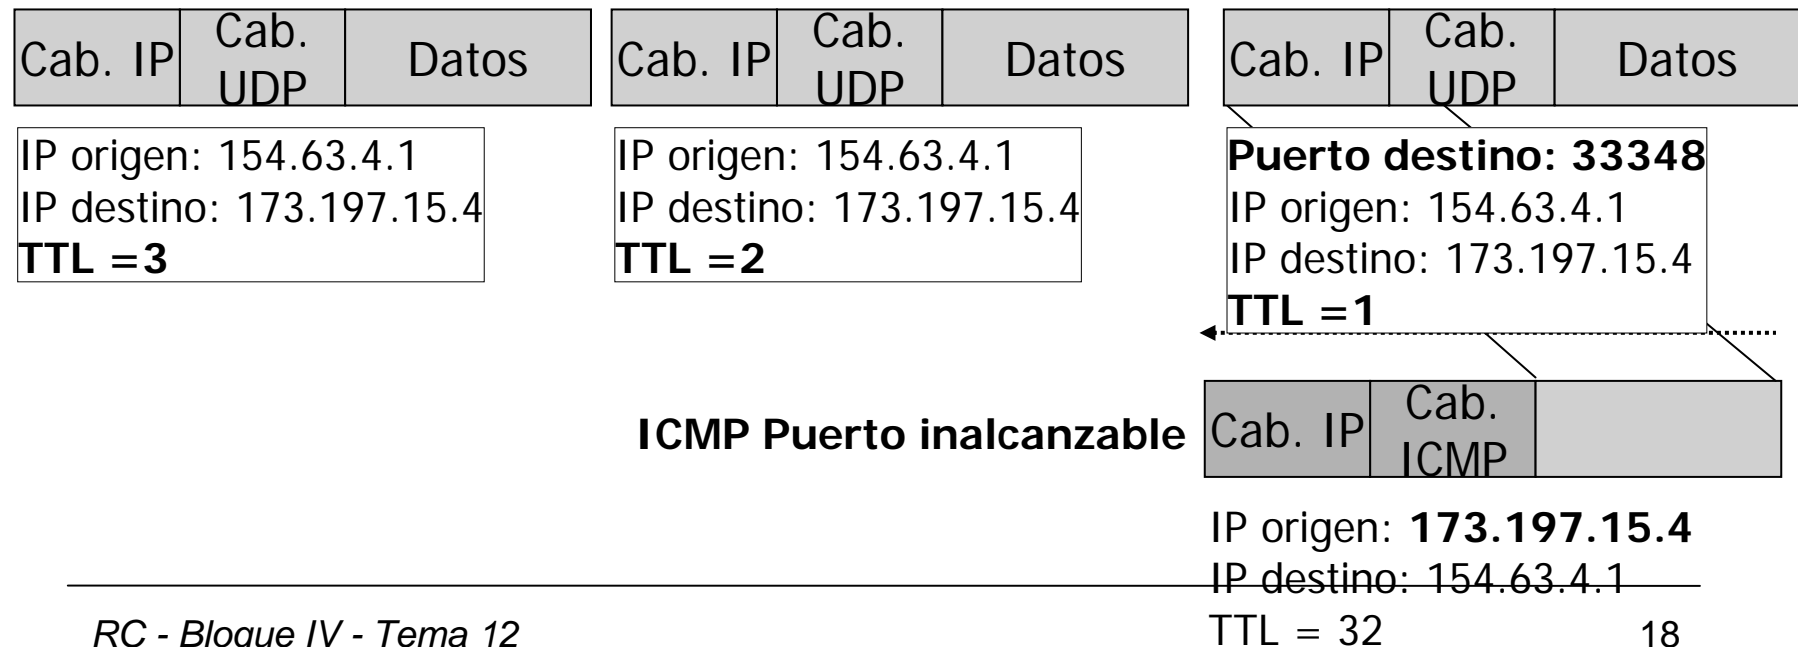 Cab. IP
Cab.
UDP
Datos
Cab. IP
Cab.
UDP
Datos
Cab. IP
Cab.
UDP
Datos
IP origen: 154.63.4.1
IP destino: 173.197.15.4
TTL =3
IP origen: 154.63.4.1
IP destino: 173.197.15.4
TTL =2
Puerto destino: 33348
IP origen: 154.63.4.1
IP destino: 173.197.15.4
TTL =1
ICMP Puerto inalcanzable
Cab. IP
Cab.
ICMP
IP origen: 173.197.15.4
IP destino: 154.63.4.1
TTL = 32
RC - Bloque IV - Tema 12
18